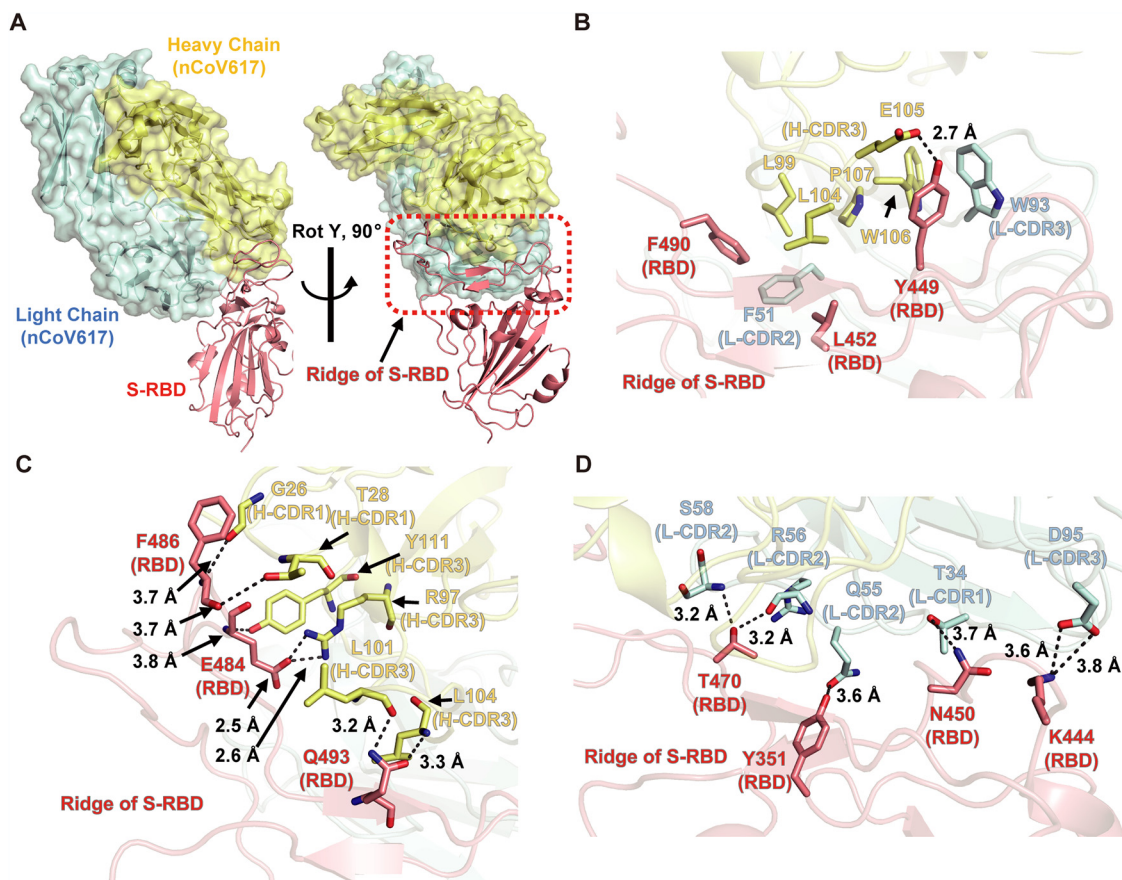 A
Heavy Chain
(nCoV617)
Rot Y, 90°
Light Chain
(nCoV617)
S-RBD
Ridge of S-RBD
B
E105
(H-CDR3)
2.7 Å
L99
P107
L104
W93
(L-CDR3)
W106
F490
(RBD)
Y449
(RBD)
F51
(L-CDR2)
L452
(RBD)
Ridge of S-RBD
C
G26
(H-CDR1)
T28
(H-CDR1)
F486
(RBD)
Y111
(H-CDR3)
3.7 Å
R97
(H-CDR3)
3.7 Å
3.8 Å
E484
(RBD)
L101
(H-CDR3)
L104
(H-CDR3)
2.5 Å
3.2 Å
2.6 Å
Q493
(RBD)
3.3 Å
Ridge of S-RBD
D
S58
(L-CDR2)
R56
(L-CDR2)
D95
(L-CDR3)
Q55
(L-CDR2)
T34
(L-CDR1)
3.2 Å
3.2 Å
3.7 Å
3.6 Å
3.8 Å
T470
(RBD)
3.6 Å
N450
(RBD)
K444
(RBD)
Y351
(RBD)
Ridge of S-RBD